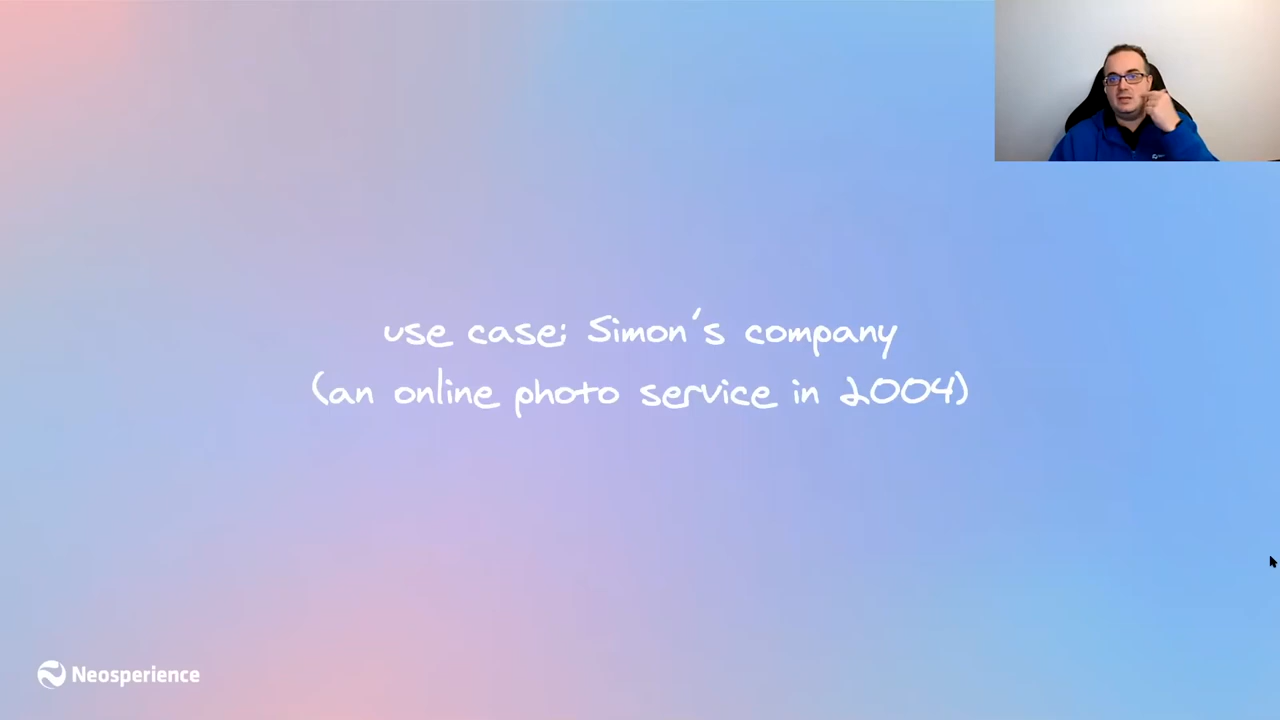 use case: Simon's company
(an online photo service in 2004)
Neosperience